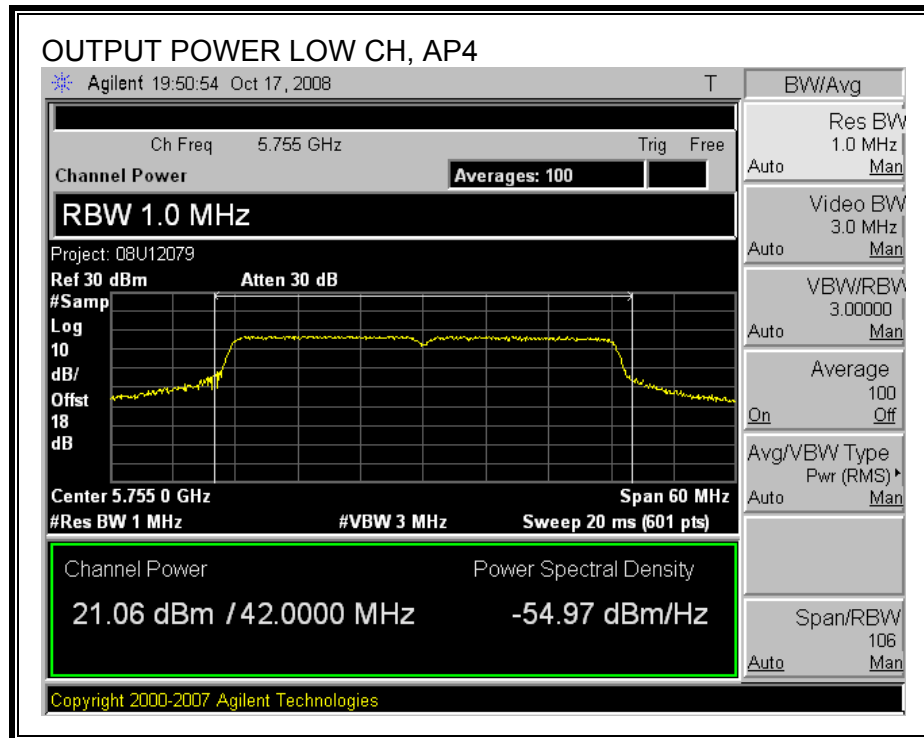 OUTPUT POWER LOW CH, AP4
Agilent 19:50:54 Oct 17, 2008 T
BW/Avg
Ch Freq 5.755 GHz Trig Free
Channel Power Averages: 100
RBW 1.0 MHz
Project: 08U12079
Ref 30 dBm Atten 30 dB
#Samp
Log
10
dB/
Offst
18
dB
Center 5.755 0 GHz Span 60 MHz
#Res BW 1 MHz #VBW 3 MHz Sweep 20 ms (601 pts)
Channel Power Power Spectral Density
21.06 dBm / 42.0000 MHz -54.97 dBm/Hz
Res BW
1.0 MHz
Auto Man
Video BW
3.0 MHz
Auto Man
VBW/RBW
3.00000
Auto Man
Average
100
On Off
Avg/VBW Type
Pwr (RMS)
Auto Man
Span/RBW
106
Auto Man
Copyright 2000-2007 Agilent Technologies